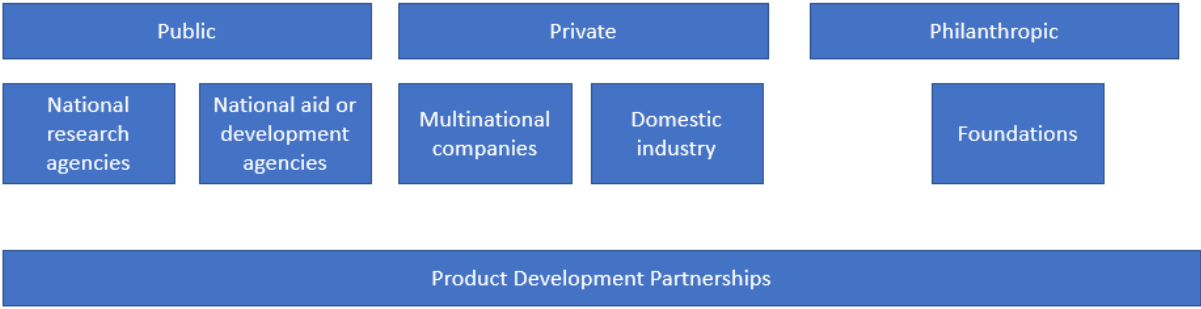 Public
Private
Philanthropic
National
research
agencies
National aid or
development
agencies
Multinational
companies
Domestic
industry
Foundations
Product Development Partnerships